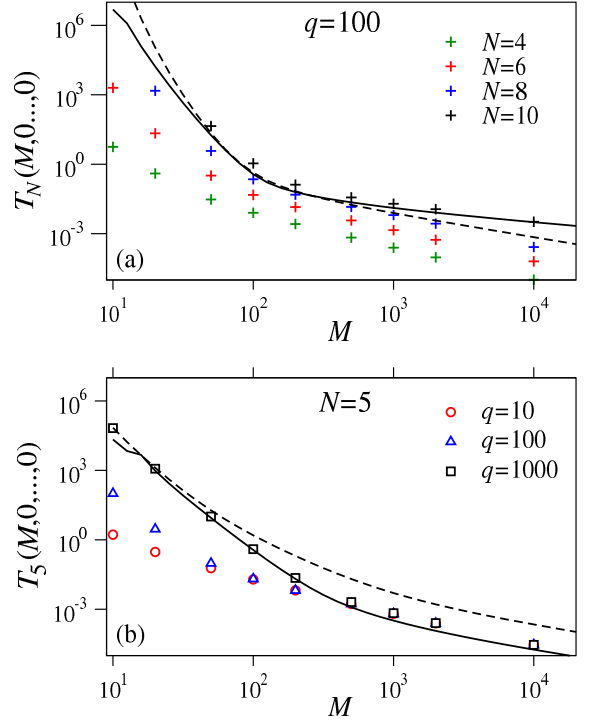 q=100
N=4
N=6
N=8
N=10
10^6
10^3
10^0
10^-3
T_N(M,0...,0)
(a)
10^1
10^2
10^3
10^4
M
N=5
q=10
q=100
q=1000
10^6
10^3
10^0
10^-3
T_5(M,0,...,0)
(b)
10^1
10^2
10^3
10^4
M